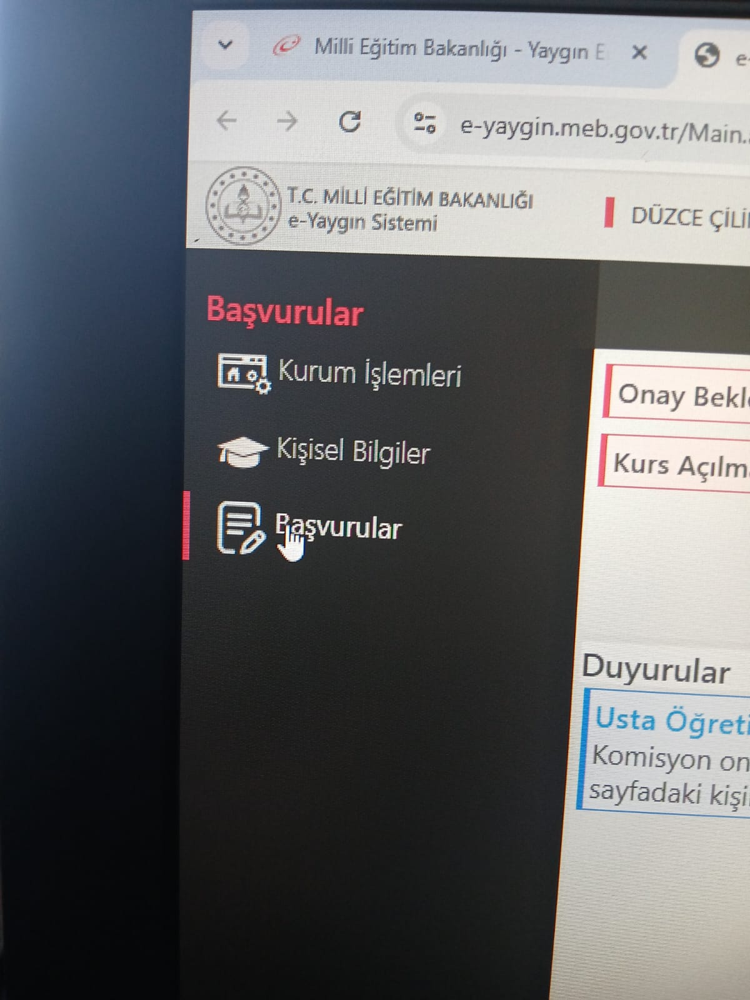 Milli Eğitim Bakanlığı - Yaygın E
e-yaygin.meb.gov.tr/Main.
T.C. MİLLİ EĞİTİM BAKANLIĞI
e-Yaygın Sistemi
DÜZCE ÇİLİ
Başvurular
Kurum İşlemleri
Kişisel Bilgiler
Başvurular
Onay Bekl
Kurs Açılm
Duyurular
Usta Öğreti
Komisyon on
sayfadaki kişi